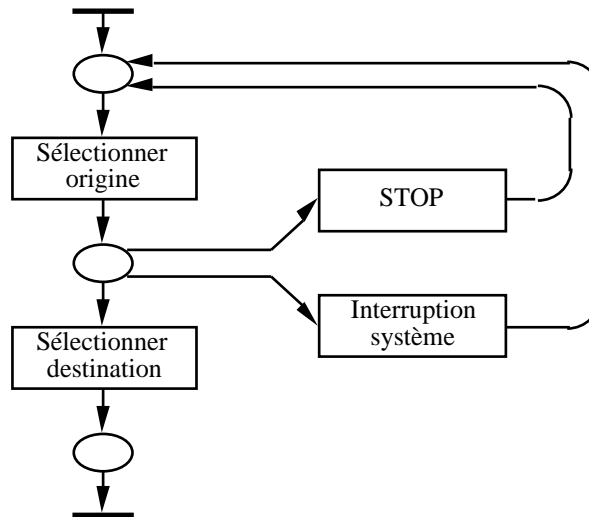 Sélectionner
origine
STOP
Interruption
système
Sélectionner
destination